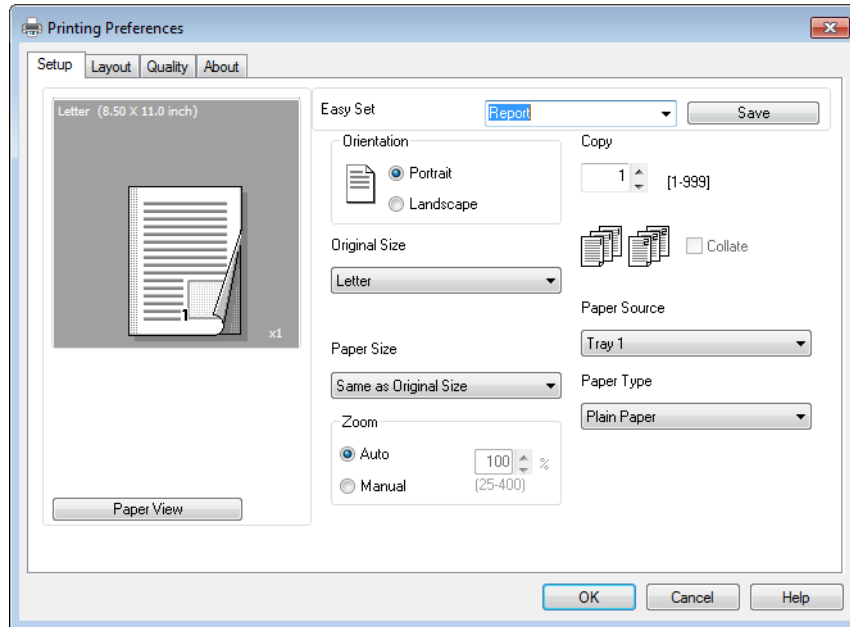 Printing Preferences
Setup Layout Quality About
Letter (8.50 X 11.0 inch)
1
x1
Paper View
Easy Set Report Save
Orientation
Portrait
Landscape
Original Size
Letter
Paper Size
Same as Original Size
Zoom
Auto
Manual
100 %
(25-400)
Copy
1 [1-999]
Collate
Paper Source
Tray 1
Paper Type
Plain Paper
OK Cancel Help